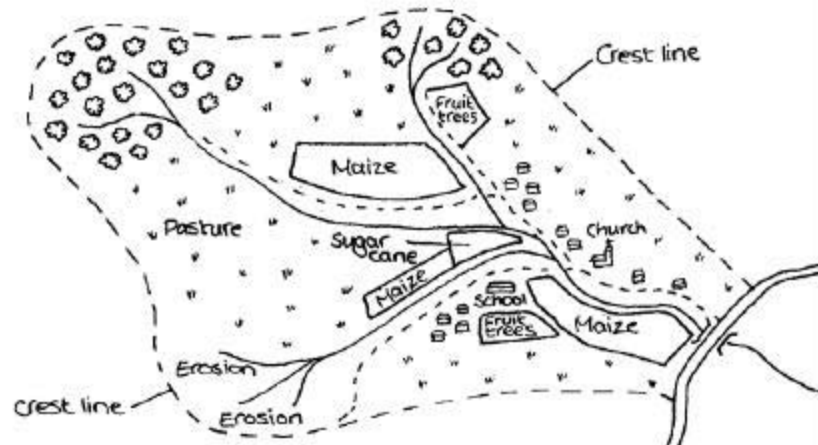 Crest line
Fruit
trees
Maize
Pasture
Sugar
cane
Church
Maize
School
Fruit
trees
Maize
Erosion
Erosion
crest line